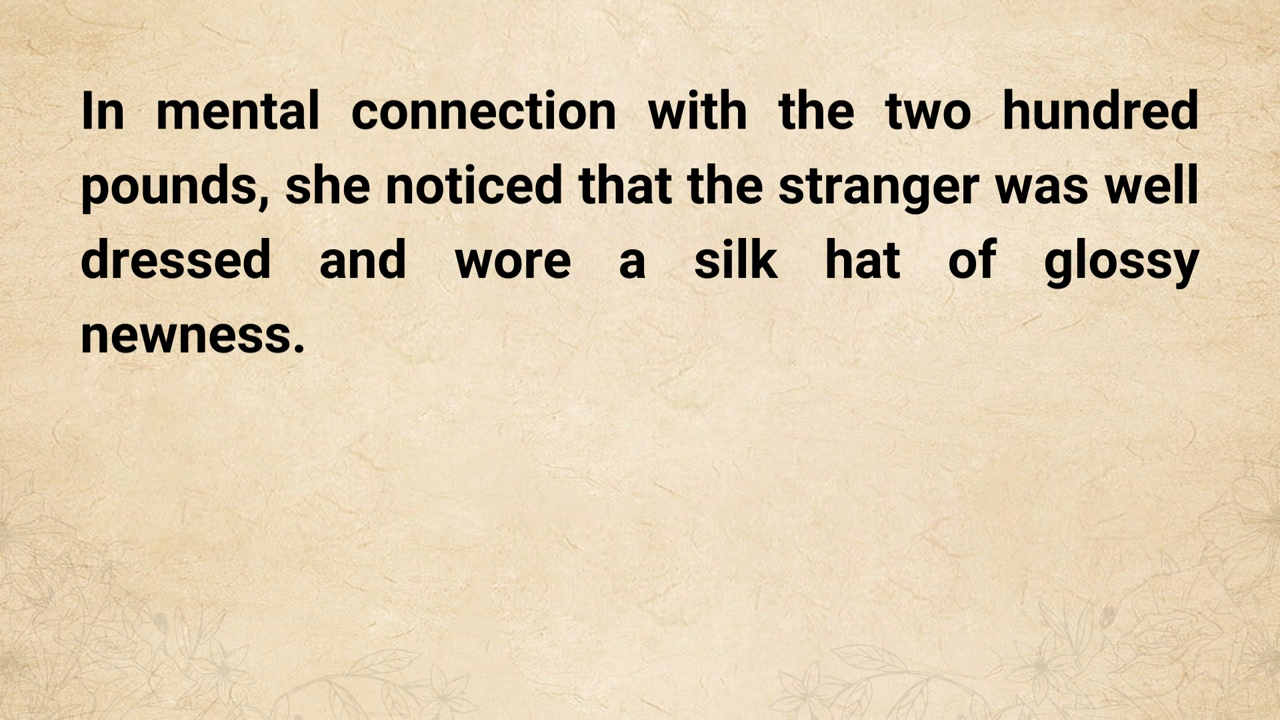 In mental connection with the two hundred
pounds, she noticed that the stranger was well
dressed and wore a silk hat of glossy
newness.